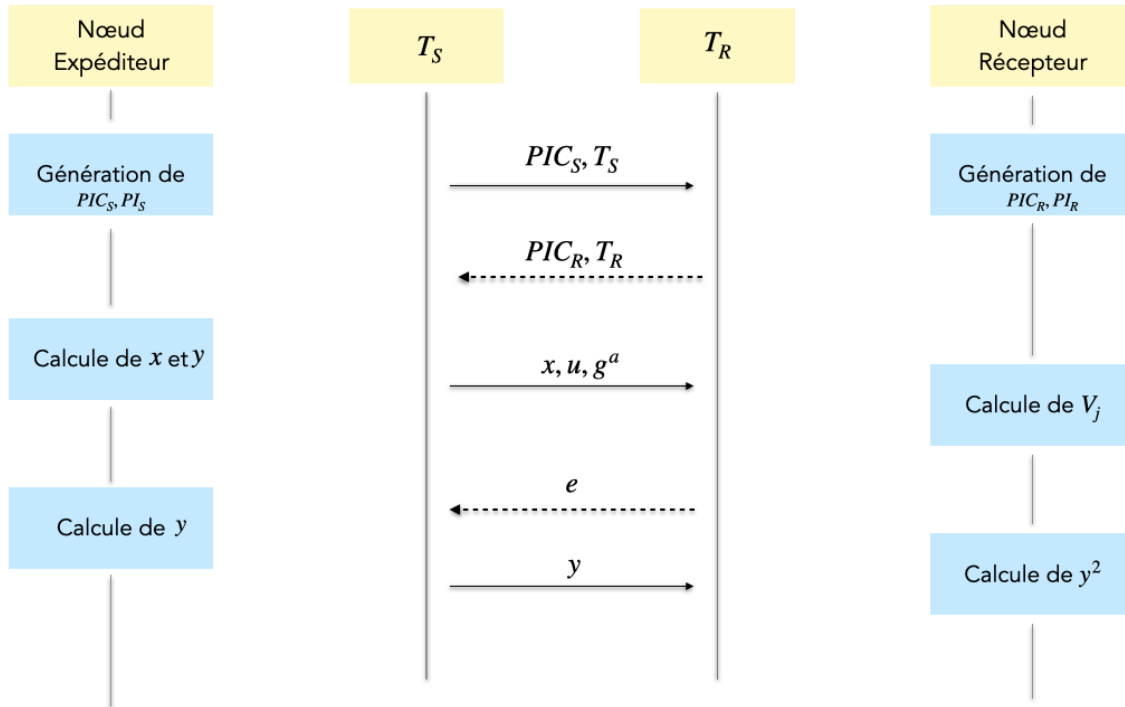 Nœud
Expéditeur
T_S
T_R
Nœud
Récepteur
Génération de
PIC_S, PI_S
PIC_S, T_S
Génération de
PIC_R, PI_R
PIC_R, T_R
Calcule de x et y
x, u, g^a
Calcule de V_j
e
Calcule de y
y
Calcule de y^2